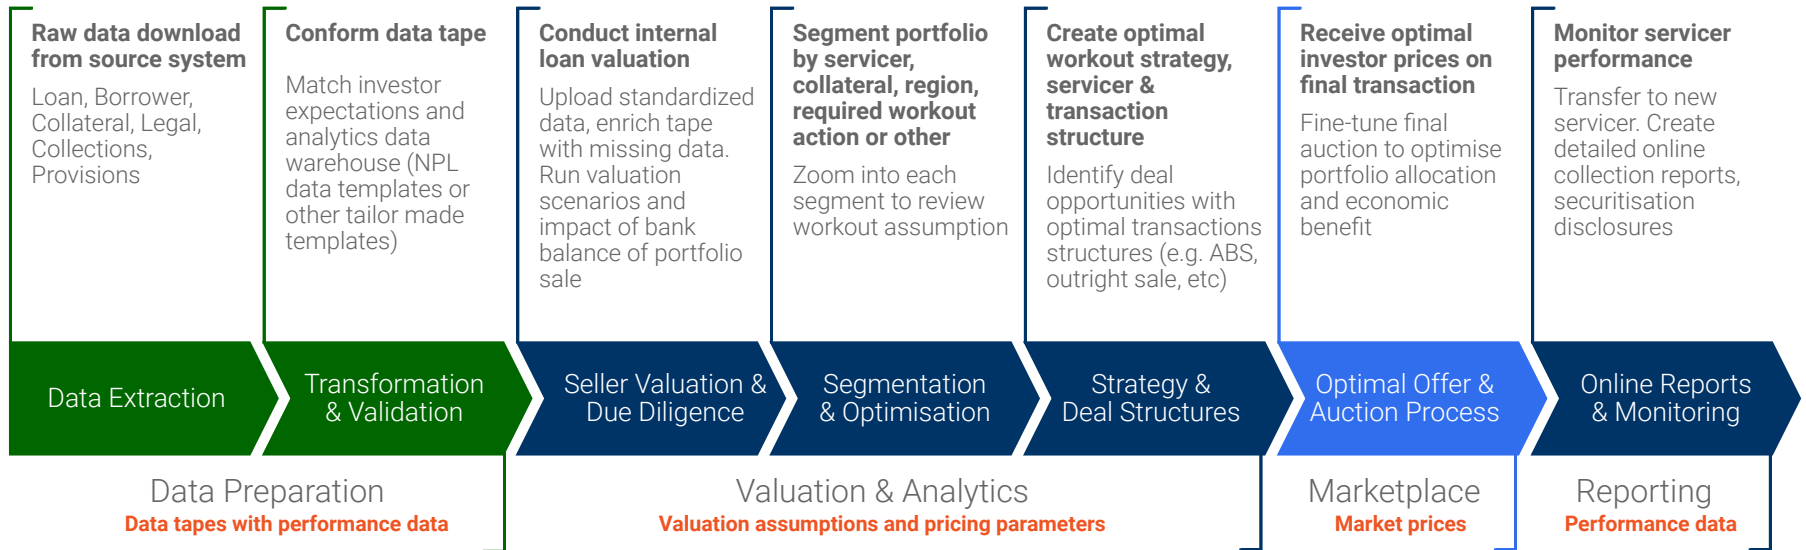 Raw data download
from source system
Loan, Borrower,
Collateral, Legal,
Collections,
Provisions
Conform data tape
Match investor
expectations and
analytics data
warehouse (NPL
data templates or
other tailor made
templates)
Conduct internal
loan valuation
Upload standardized
data, enrich tape
with missing data.
Run valuation
scenarios and
impact of bank
balance of portfolio
sale
Segment portfolio
by servicer,
collateral, region,
required workout
action or other
Zoom into each
segment to review
workout assumption
Create optimal
workout strategy,
servicer &
transaction
structure
Identify deal
opportunities with
optimal transactions
structures (e.g. ABS,
outright sale, etc)
Receive optimal
investor prices on
final transaction
Fine-tune final
auction to optimise
portfolio allocation
and economic
benefit
Monitor servicer
performance
Transfer to new
servicer. Create
detailed online
collection reports,
securitisation
disclosures
Data Extraction
Transformation
& Validation
Seller Valuation &
Due Diligence
Segmentation
& Optimisation
Strategy &
Deal Structures
Optimal Offer &
Auction Process
Online Reports
& Monitoring
Data Preparation
Data tapes with performance data
Valuation & Analytics
Valuation assumptions and pricing parameters
Marketplace
Market prices
Reporting
Performance data